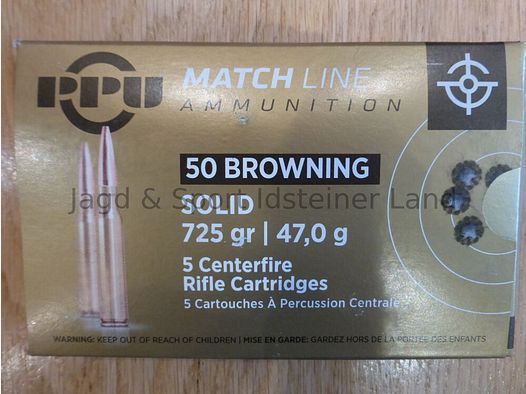 PPU
MATCH LINE
AMMUNITION
50 BROWNING
Jagd & Sport Idsteiner Land
SOLID
725 gr | 47,0 g
5 Centerfire
Rifle Cartridges
5 Cartouches À Percussion Centrale
WARNING: KEEP OUT OF REACH OF CHILDREN | MISE EN GARDE: GARDEZ HORS DE LA PORTÉE DES ENFANTS